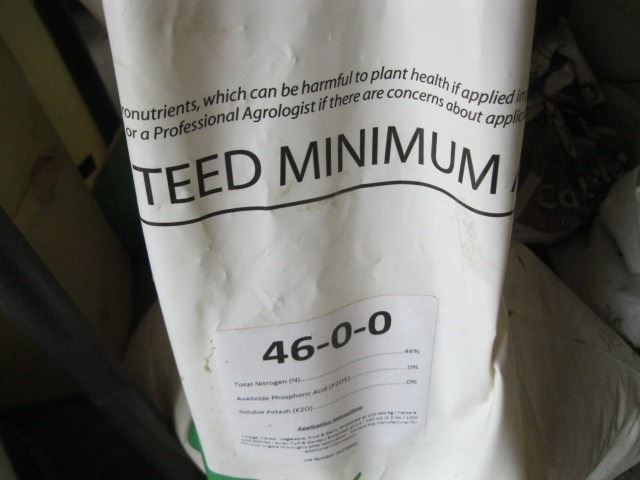 ronutrients, which can be harmful to plant health if applied in
or a Professional Agrologist if there are concerns about applic
TEED MINIMUM
46-0-0
Total Nitrogen (N)..........................46%
Available Phosphoric Acid (P2O5)................0%
Soluble Potash (K2O)........................0%
Application Instructions